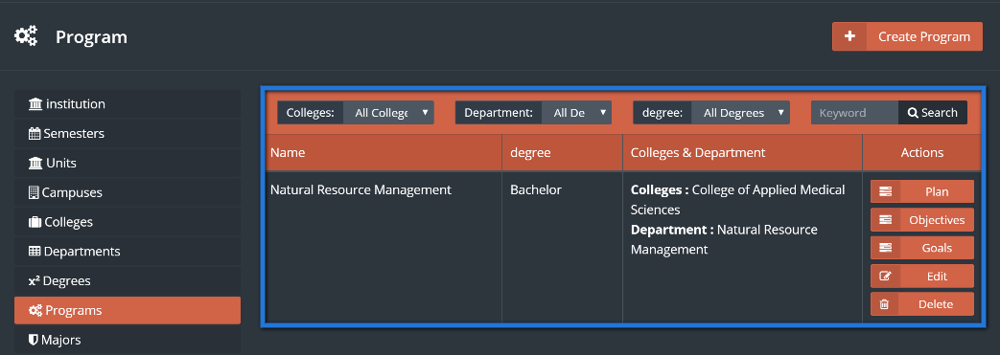 Program
Create Program
institution
Semesters
Units
Campuses
Colleges
Departments
x² Degrees
Programs
Majors
Colleges: All Colleg Department: All De degree: All Degrees Keyword Search
Name degree Colleges & Department Actions
Natural Resource Management Bachelor Colleges : College of Applied Medical
Sciences
Department : Natural Resource
Management
Plan
Objectives
Goals
Edit
Delete